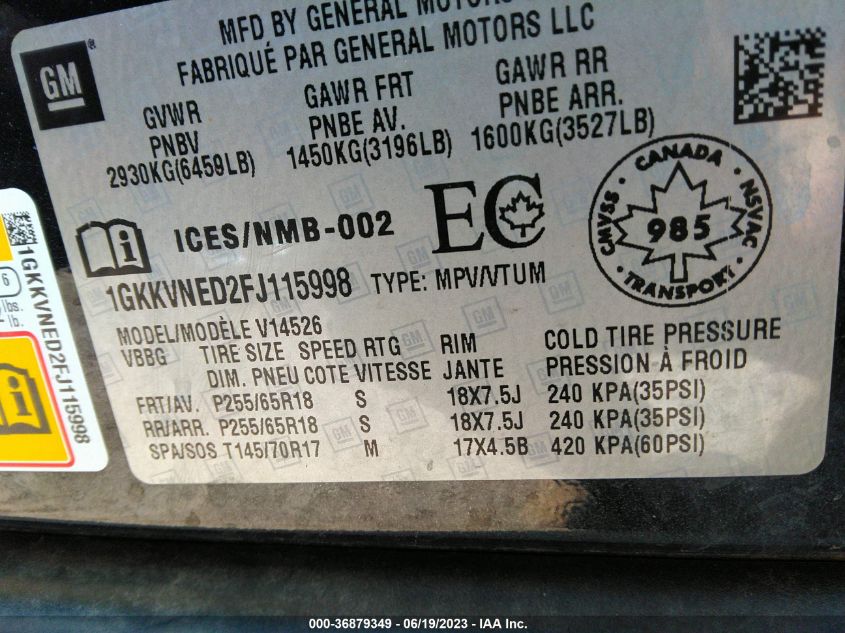 MFD BY GENERAL MOTORS
FABRIQUÉ PAR GENERAL MOTORS LLC
GM
®
GVWR
PNBV
2930KG(6459LB)
GAWR FRT
PNBE AV.
1450KG(3196LB)
GAWR RR
PNBE ARR.
1600KG(3527LB)
ICES/NMB-002
EC
CANADA
CMVSS
NSVAC
985
TRANSPORT
1GKKVNED2FJ115998 TYPE: MPV/VTUM
MODEL/MODÈLE V14526
VBBG TIRE SIZE SPEED RTG RIM COLD TIRE PRESSURE
DIM. PNEU COTE VITESSE JANTE PRESSION À FROID
FRT/AV. P255/65R18 S 18X7.5J 240 KPA(35PSI)
RR/ARR. P255/65R18 S 18X7.5J 240 KPA(35PSI)
SPA/SOS T145/70R17 M 17X4.5B 420 KPA(60PSI)
1GKKVNED2FJ115998
6
lbs.
lb.
000-36879349 - 06/19/2023 - IAA Inc.